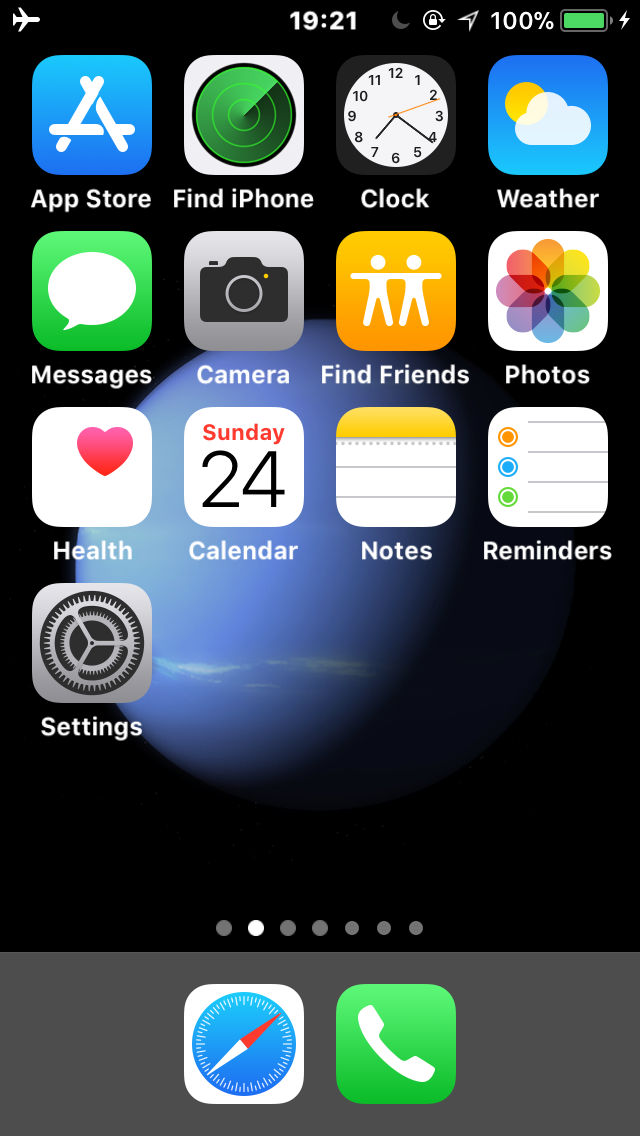 19:21 100%
App Store Find iPhone Clock Weather
12
11 1
10 2
9 3
8 4
7 5
6
Messages Camera Find Friends Photos
Sunday
24
Health Calendar Notes Reminders
Settings